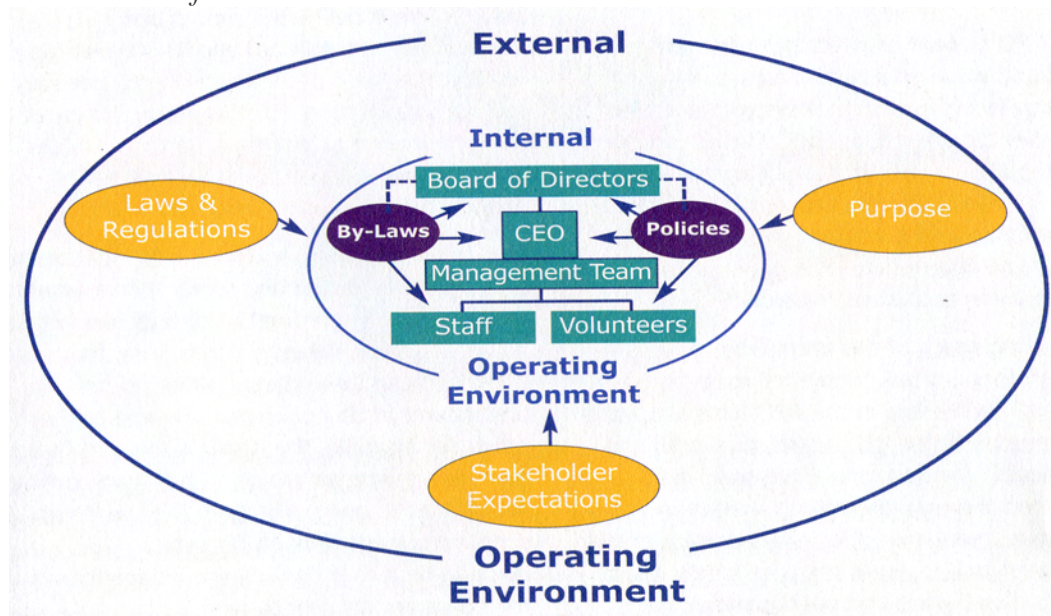 External
Internal
Board of Directors
Laws &
Regulations
By-Laws
CEO
Policies
Purpose
Management Team
Staff
Volunteers
Operating
Environment
Stakeholder
Expectations
Operating
Environment